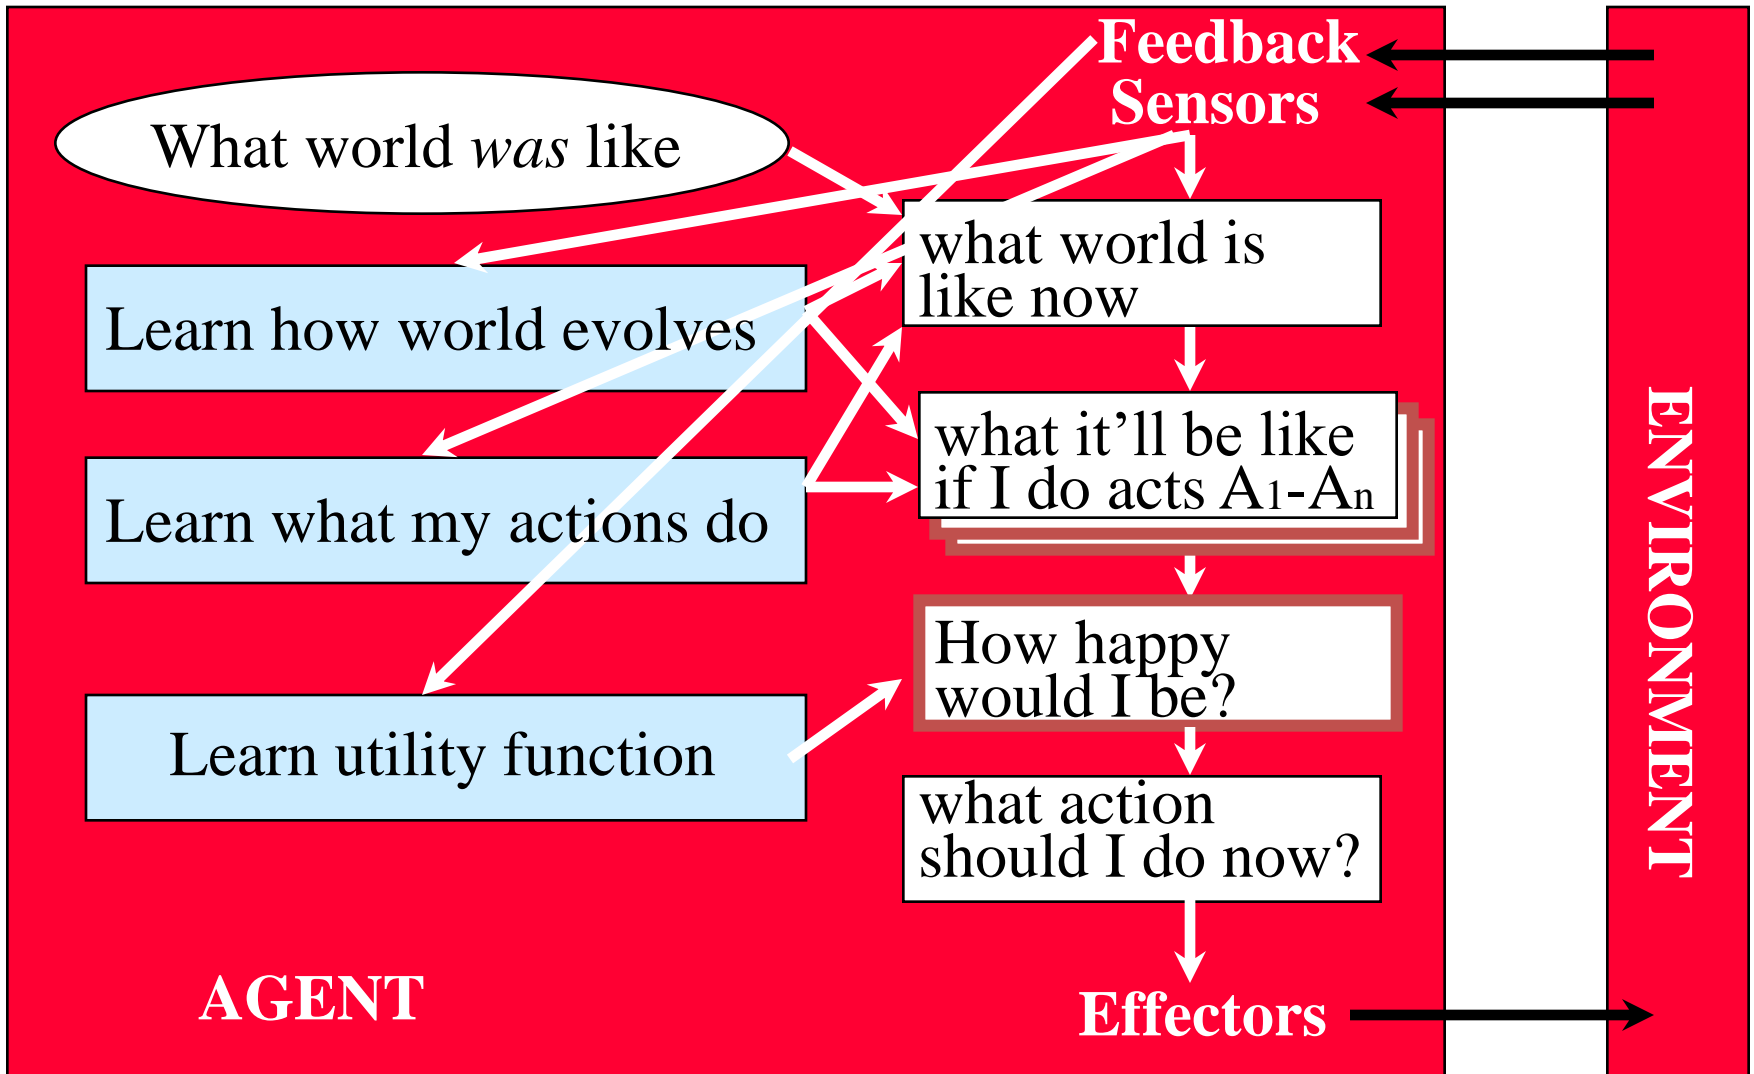 Feedback
Sensors
What world was like
what world is
like now
Learn how world evolves
what it’ll be like
if I do acts A1-An
Learn what my actions do
How happy
would I be?
Learn utility function
what action
should I do now?
AGENT
Effectors
ENVIRONMENT